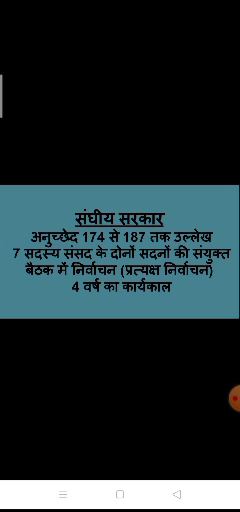 संघीय सरकार
अनुच्छेद 174 से 187 तक उल्लेख
7 सदस्य संसद के दोनों सदनों की संयुक्त
बैठक में निर्वाचन (प्रत्यक्ष निर्वाचन)
4 वर्ष का कार्यकाल